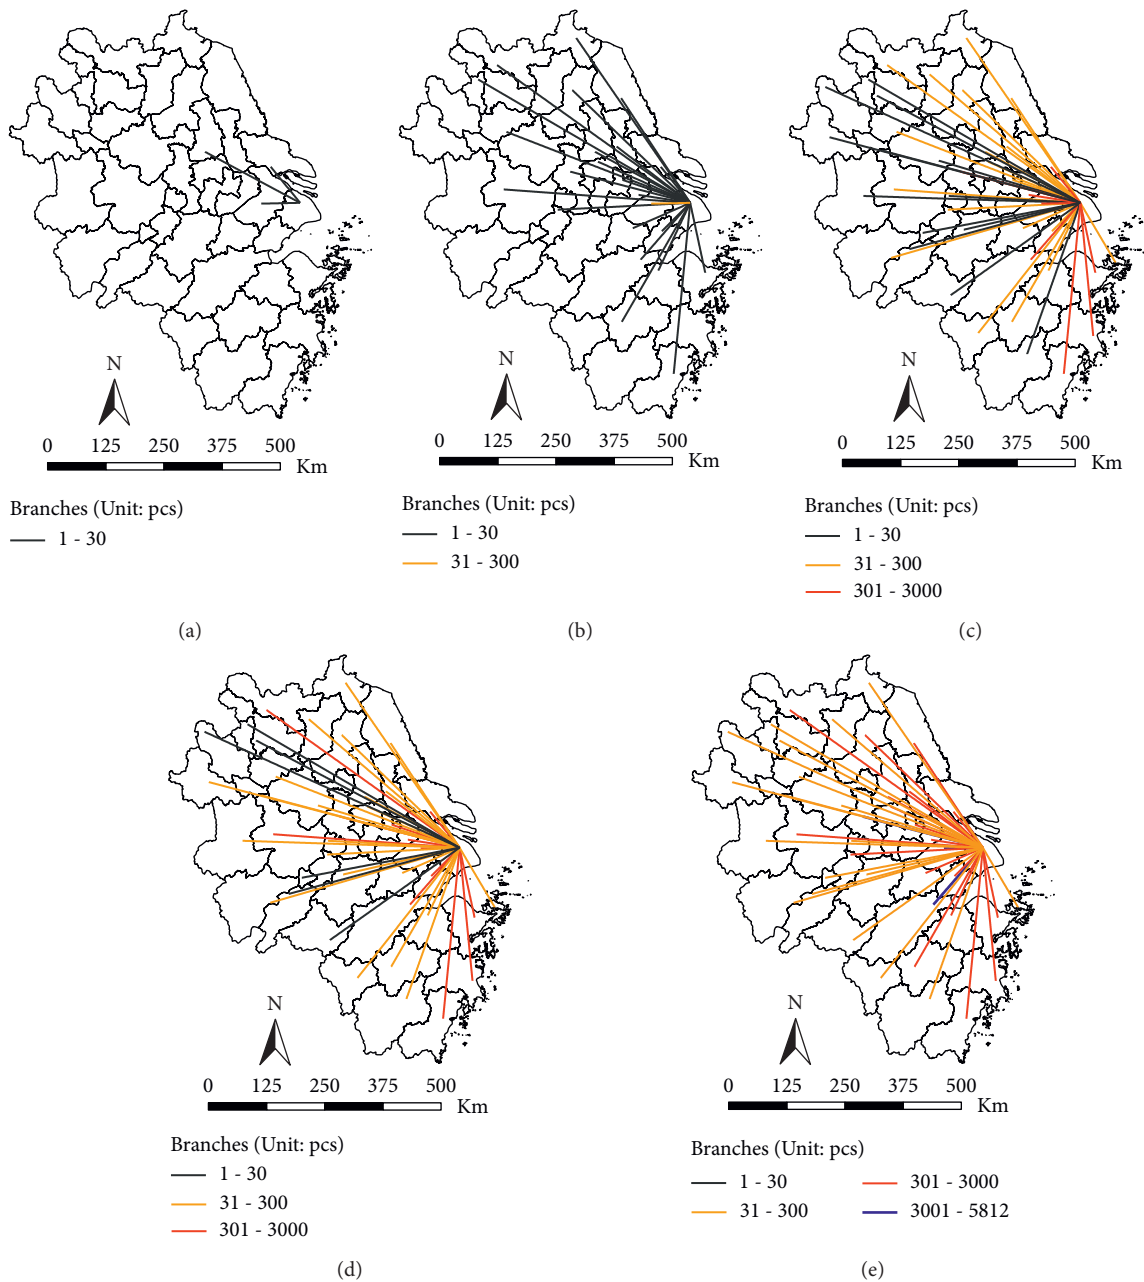 N
0 125 250 375 500
Km
Branches (Unit: pcs)
1 - 30
(a)
N
0 125 250 375 500
Km
Branches (Unit: pcs)
1 - 30
31 - 300
(b)
N
0 125 250 375 500
Km
Branches (Unit: pcs)
1 - 30
31 - 300
301 - 3000
(c)
N
0 125 250 375 500
Km
Branches (Unit: pcs)
1 - 30
31 - 300
301 - 3000
(d)
N
0 125 250 375 500
Km
Branches (Unit: pcs)
1 - 30 301 - 3000
31 - 300 3001 - 5812
(e)